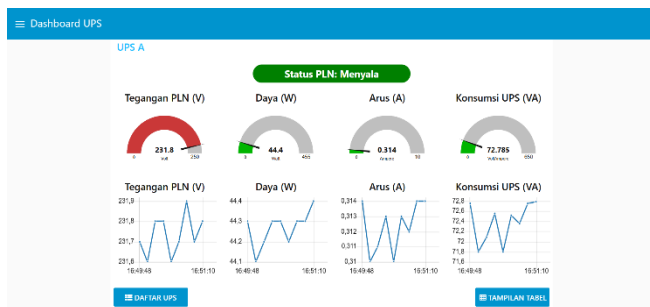 Dashboard UPS
UPS A
Status PLN: Menyala
Tegangan PLN (V)
231.8
0 Volt 250
Daya (W)
44.4
0 Watt 455
Arus (A)
0.314
0 Ampere 10
Konsumsi UPS (VA)
72.785
0 650
Tegangan PLN (V)
231,9
231,8
231,7
231,6
16:49:48 16:51:10
Daya (W)
44.4
44.3
44.2
44.1
16:49:48 16:51:10
Arus (A)
0,314
0,313
0,312
0,311
0,31
16:49:48 16:51:10
Konsumsi UPS (VA)
72,8
72,6
72,4
72,2
72
71,8
71,6
16:49:48 16:51:10
DAFTAR UPS
TAMPILAN TABEL